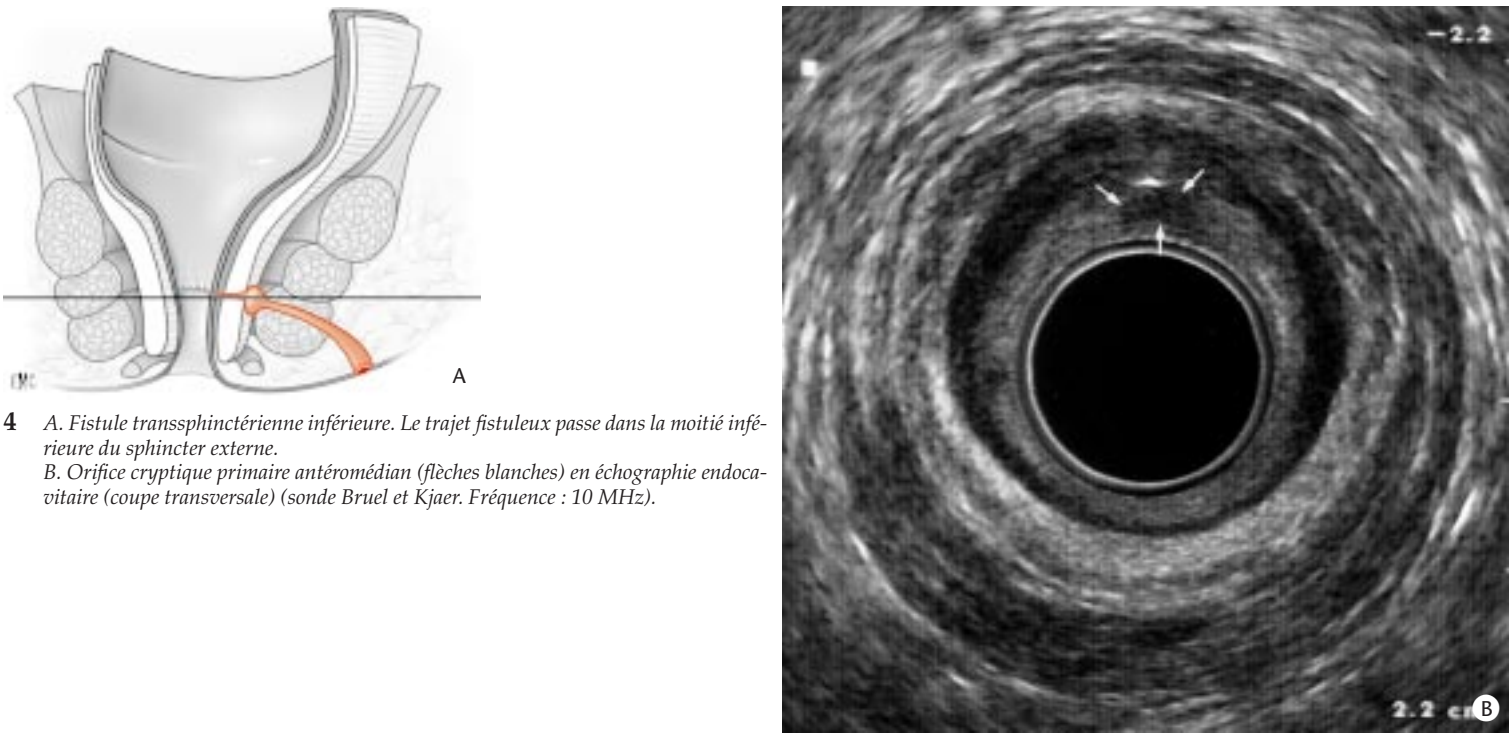 EMC
A
4 A. Fistule transsphinctérienne inférieure. Le trajet fistuleux passe dans la moitié infé-
rieure du sphincter externe.
B. Orifice cryptique primaire antéromédian (flèches blanches) en échographie endoca-
vitaire (coupe transversale) (sonde Bruel et Kjaer. Fréquence : 10 MHz).
-2.2
2.2 c
B